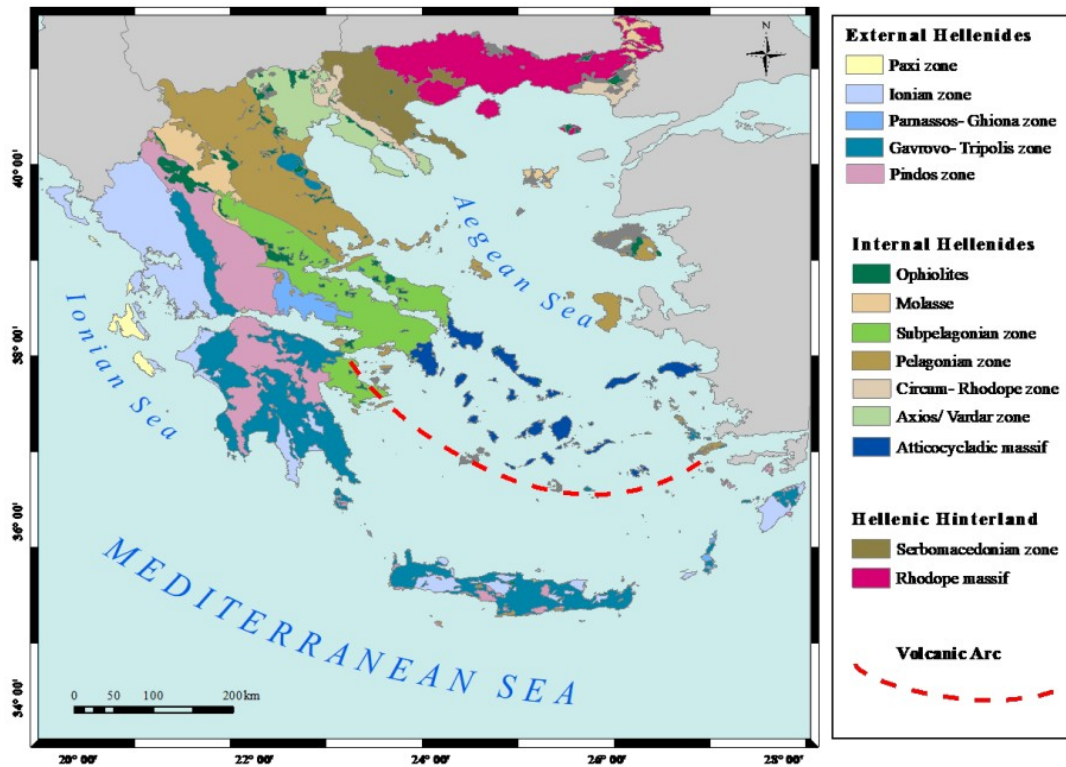 N
40° 00'
38° 00'
36° 00'
34° 00'
Aegean Sea
Ionian Sea
MEDITERRANEAN SEA
0 50 100 200 km
20° 00' 22° 00' 24° 00' 26° 00' 28° 00'
External Hellenides
Paxi zone
Ionian zone
Parnassos- Ghiona zone
Gavrovo- Tripolis zone
Pindos zone
Internal Hellenides
Ophiolites
Molasse
Subpelagonian zone
Pelagonian zone
Circum- Rhodope zone
Axios/ Vardar zone
Atticocycladic massif
Hellenic Hinterland
Serbomacedonian zone
Rhodope massif
Volcanic Arc